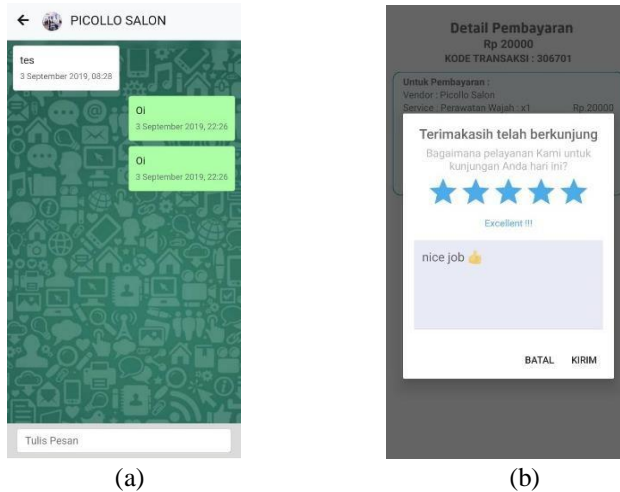 PICOLLO SALON
tes
3 September 2019, 08:28
Oi
3 September 2019, 22:26
Oi
3 September 2019, 22:26
Tulis Pesan
(a)
Detail Pembayaran
Rp 20000
KODE TRANSAKSI : 306701
Untuk Pembayaran :
Vendor : Picollo Salon
Service : Perawatan Wajah : x1 Rp.20000
Terimakasih telah berkunjung
Bagaimana pelayanan Kami untuk
kunjungan Anda hari ini?
Excellent !!!
nice job 👍
BATAL KIRIM
(b)